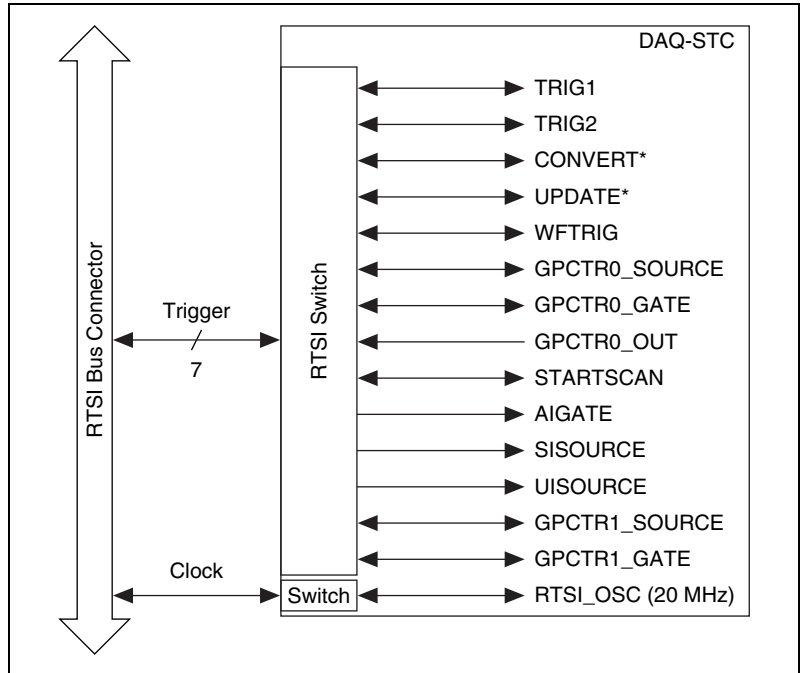 DAQ-STC
TRIG1
TRIG2
CONVERT*
UPDATE*
WFTRIG
GPCTR0_SOURCE
GPCTR0_GATE
GPCTR0_OUT
STARTSCAN
AIGATE
SISOURCE
UISOURCE
GPCTR1_SOURCE
GPCTR1_GATE
RTSI_OSC (20 MHz)
RTSI Bus Connector
Trigger
7
RTSI Switch
Clock
Switch